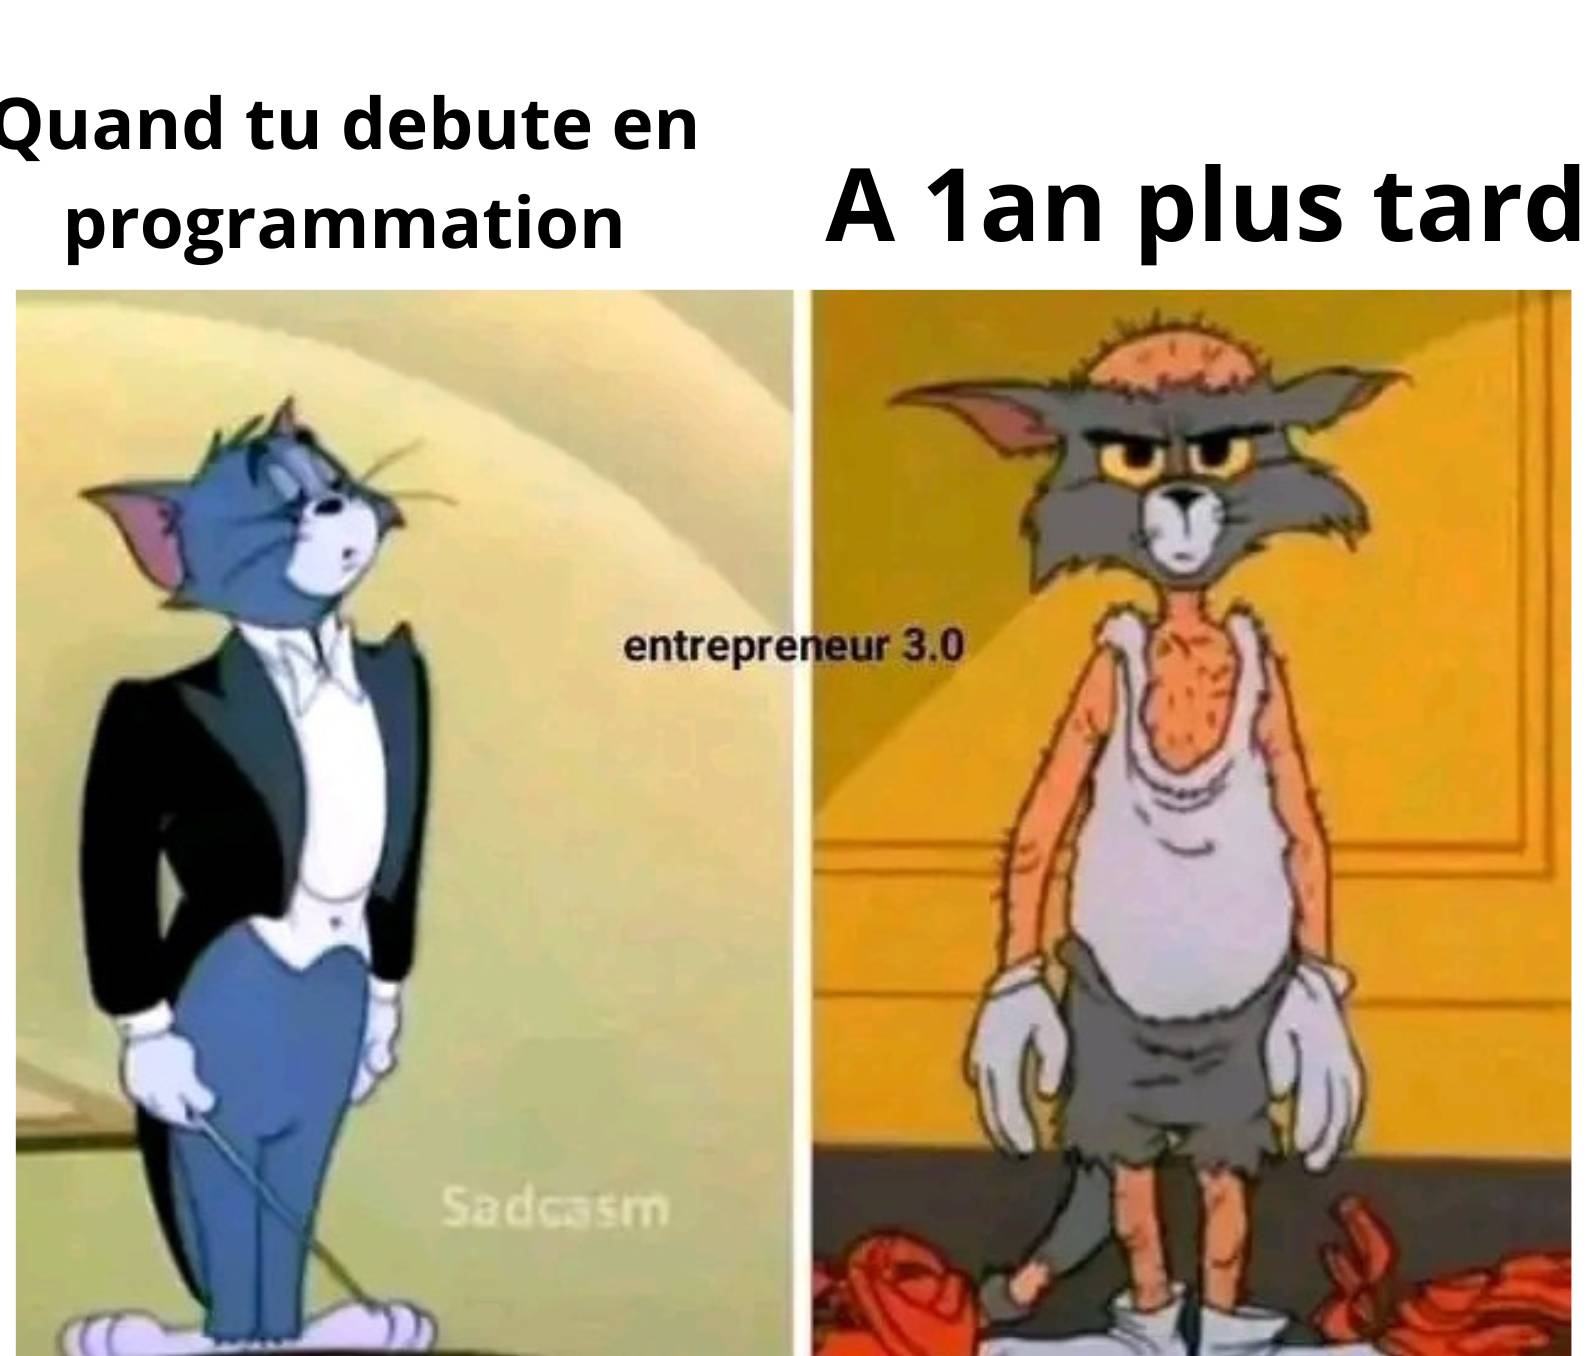 Quand tu debute en
programmation
A 1an plus tard
entrepreneur 3.0
Sadcasm